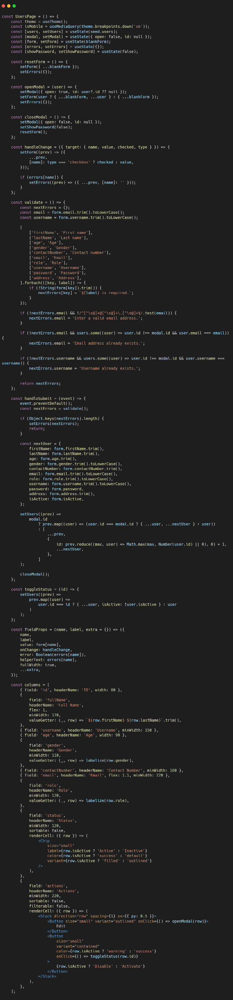 const UsersPage = () => {
    const theme = useTheme();
    const isMobile = useMediaQuery(theme.breakpoints.down('sm'));
    const [users, setUsers] = useState(seed.users);
    const [modal, setModal] = useState({ open: false, id: null });
    const [form, setForm] = useState(blankForm);
    const [errors, setErrors] = useState({});
    const [showPassword, setShowPassword] = useState(false);

    const resetForm = () => {
        setForm({ ...blankForm });
        setErrors({});
    };

    const openModal = (user) => {
        setModal({ open: true, id: user?.id ?? null });
        setForm(user ? { ...blankForm, ...user } : { ...blankForm });
        setErrors({});
    };

    const closeModal = () => {
        setModal({ open: false, id: null });
        setShowPassword(false);
        resetForm();
    };

    const handleChange = ({ target: { name, value, checked, type } }) => {
        setForm((prev) => ({
            ...prev,
            [name]: type === 'checkbox' ? checked : value,
        }));

        if (errors[name]) {
            setErrors((prev) => ({ ...prev, [name]: '' }));
        }
    };

    const validate = () => {
        const nextErrors = {};
        const email = form.email.trim().toLowerCase();
        const username = form.username.trim().toLowerCase();

        [
            ['firstName', 'First name'],
            ['lastName', 'Last name'],
            ['age', 'Age'],
            ['gender', 'Gender'],
            ['contactNumber', 'Contact number'],
            ['email', 'Email'],
            ['role', 'Role'],
            ['username', 'Username'],
            ['password', 'Password'],
            ['address', 'Address'],
        ].forEach(([key, label]) => {
            if (!String(form[key]).trim()) {
                nextErrors[key] = `${label} is required.`;
            }
        });

        if (!nextErrors.email && !/^[^\s@]+@[^\s@]+\.[^\s@]+$/.test(email)) {
            nextErrors.email = 'Enter a valid email address.';
        }

        if (!nextErrors.email && users.some((user) => user.id !== modal.id && user.email === email))
{
            nextErrors.email = 'Email address already exists.';
        }

        if (!nextErrors.username && users.some((user) => user.id !== modal.id && user.username ===
username)) {
            nextErrors.username = 'Username already exists.';
        }

        return nextErrors;
    };

    const handleSubmit = (event) => {
        event.preventDefault();
        const nextErrors = validate();

        if (Object.keys(nextErrors).length) {
            setErrors(nextErrors);
            return;
        }

        const nextUser = {
            firstName: form.firstName.trim(),
            lastName: form.lastName.trim(),
            age: form.age.trim(),
            gender: form.gender.trim().toLowerCase(),
            contactNumber: form.contactNumber.trim(),
            email: form.email.trim().toLowerCase(),
            role: form.role.trim().toLowerCase(),
            username: form.username.trim().toLowerCase(),
            password: form.password,
            address: form.address.trim(),
            isActive: form.isActive,
        };

        setUsers((prev) =>
            modal.id
                ? prev.map((user) => (user.id === modal.id ? { ...user, ...nextUser } : user))
                : [
                    ...prev,
                    {
                        id: prev.reduce((max, user) => Math.max(max, Number(user.id) || 0), 0) + 1,
                        ...nextUser,
                    },
                ]
        );

        closeModal();
    };

    const toggleStatus = (id) => {
        setUsers((prev) =>
            prev.map((user) =>
                user.id === id ? { ...user, isActive: !user.isActive } : user
            )
        );
    };

    const fieldProps = (name, label, extra = {}) => ({
        name,
        label,
        value: form[name],
        onChange: handleChange,
        error: Boolean(errors[name]),
        helperText: errors[name],
        fullWidth: true,
        ...extra,
    });

    const columns = [
        { field: 'id', headerName: 'ID', width: 80 },
        {
            field: 'fullName',
            headerName: 'Full Name',
            flex: 1,
            minWidth: 170,
            valueGetter: (_, row) => `${row.firstName} ${row.lastName}`.trim(),
        },
        { field: 'username', headerName: 'Username', minWidth: 150 },
        { field: 'age', headerName: 'Age', width: 90 },
        {
            field: 'gender',
            headerName: 'Gender',
            minWidth: 110,
            valueGetter: (_, row) => labelize(row.gender),
        },
        { field: 'contactNumber', headerName: 'Contact Number', minWidth: 160 },
        { field: 'email', headerName: 'Email', flex: 1.1, minWidth: 220 },
        {
            field: 'role',
            headerName: 'Role',
            minWidth: 120,
            valueGetter: (_, row) => labelize(row.role),
        },
        {
            field: 'status',
            headerName: 'Status',
            minWidth: 120,
            sortable: false,
            renderCell: ({ row }) => (
                <Chip
                    size="small"
                    label={row.isActive ? 'Active' : 'Inactive'}
                    color={row.isActive ? 'success' : 'default'}
                    variant={row.isActive ? 'filled' : 'outlined'}
                />
            ),
        },
        {
            field: 'actions',
            headerName: 'Actions',
            minWidth: 220,
            sortable: false,
            filterable: false,
            renderCell: ({ row }) => (
                <Stack direction="row" spacing={1} sx={{ py: 0.5 }}>
                    <Button size="small" variant="outlined" onClick={() => openModal(row)}>
                        Edit
                    </Button>
                    <Button
                        size="small"
                        variant="contained"
                        color={row.isActive ? 'warning' : 'success'}
                        onClick={() => toggleStatus(row.id)}
                    >
                        {row.isActive ? 'Disable' : 'Activate'}
                    </Button>
                </Stack>
            ),
        },
    ];